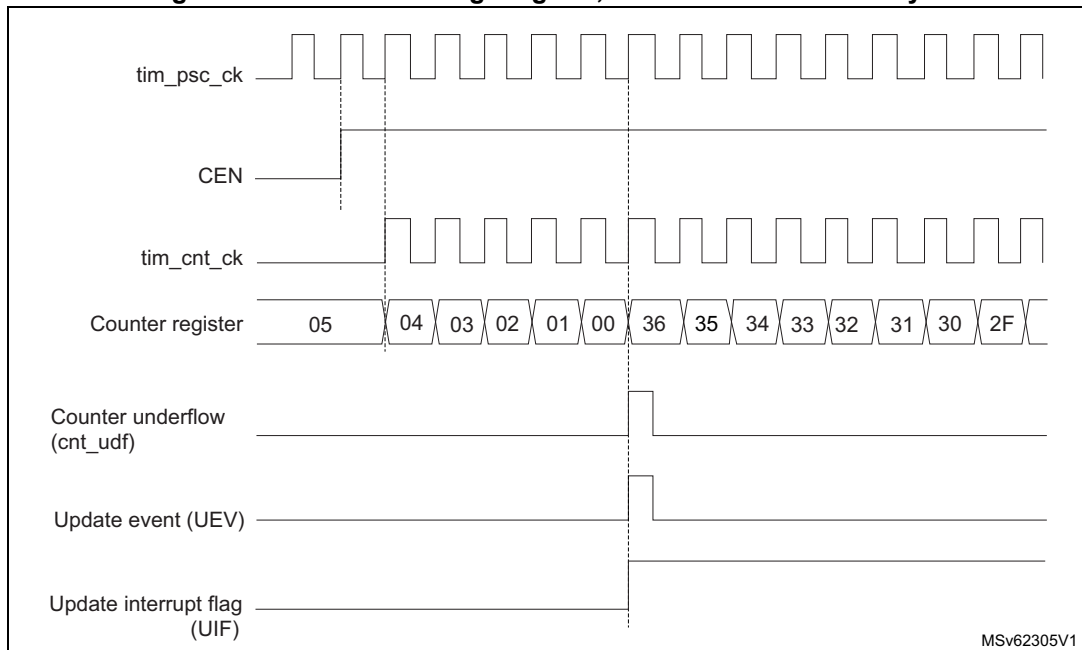 tim_psc_ck
CEN
tim_cnt_ck
Counter register 05 04 03 02 01 00 36 35 34 33 32 31 30 2F
Counter underflow
(cnt_udf)
Update event (UEV)
Update interrupt flag
(UIF)
MSv62305V1